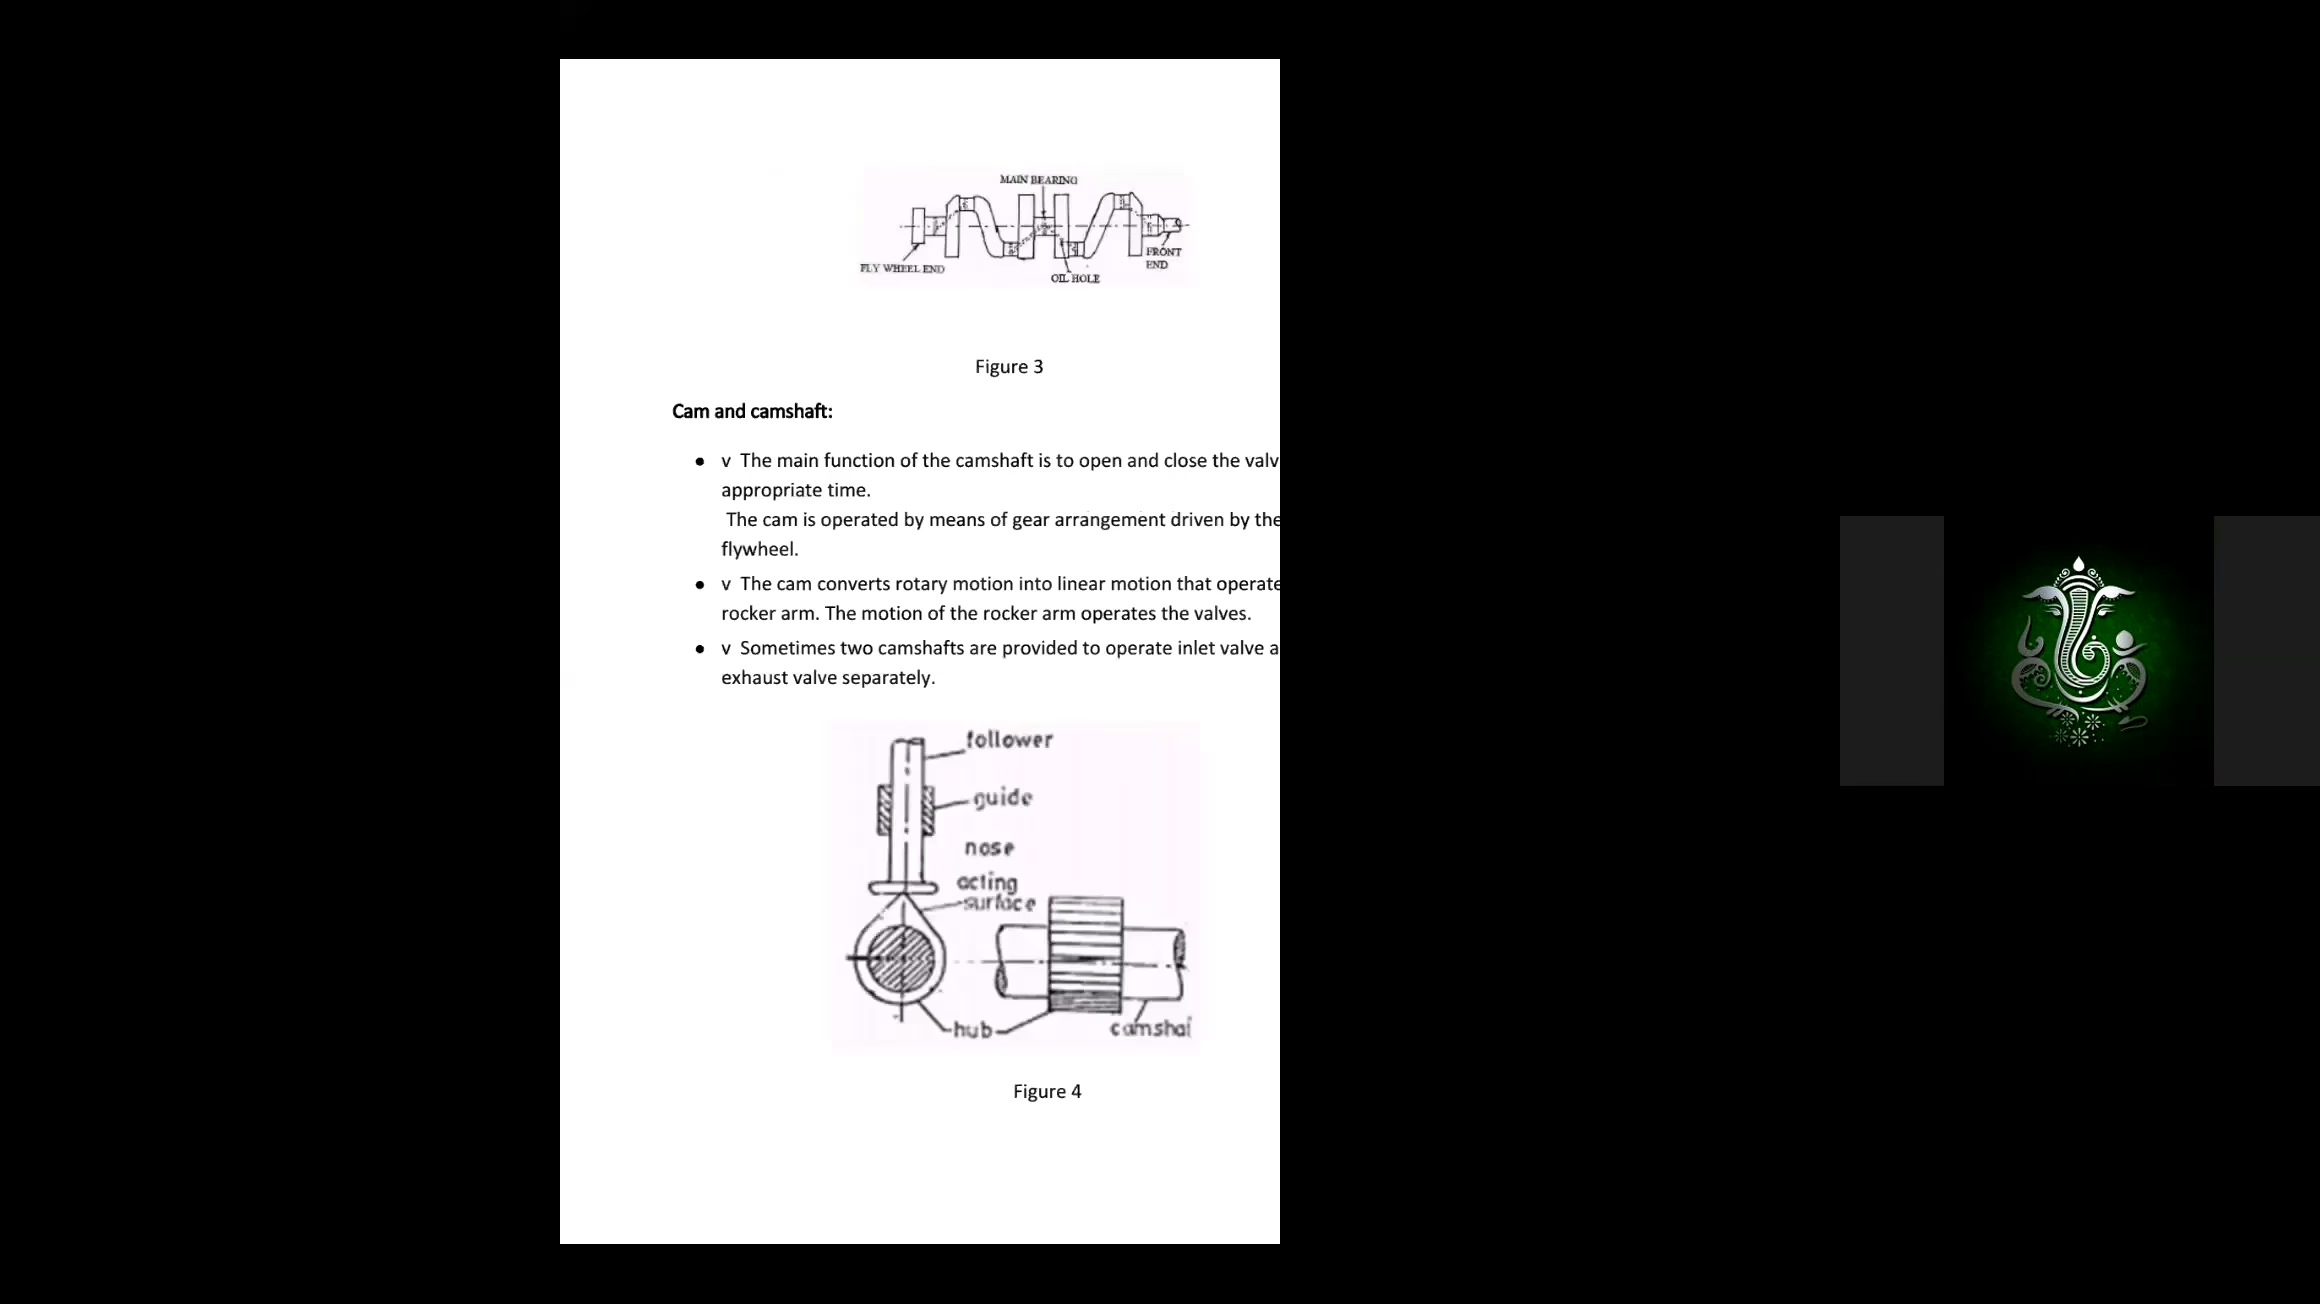 MAIN BEARING
FLY WHEEL END
OIL HOLE
FRONT
END
Figure 3
Cam and camshaft:
● v The main function of the camshaft is to open and close the valv
appropriate time.
The cam is operated by means of gear arrangement driven by the
flywheel.
● v The cam converts rotary motion into linear motion that operate
rocker arm. The motion of the rocker arm operates the valves.
● v Sometimes two camshafts are provided to operate inlet valve a
exhaust valve separately.
follower
guide
nose
acting
surface
hub
camshaf
Figure 4